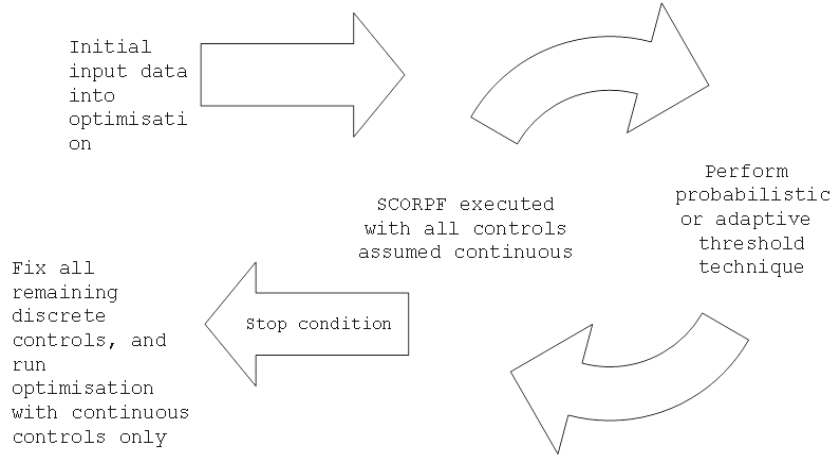 Initial
input data
into
optimisati
on
SCORPF executed
with all controls
assumed continuous
Perform
probabilistic
or adaptive
threshold
technique
Stop condition
Fix all
remaining
discrete
controls, and
run
optimisation
with continuous
controls only